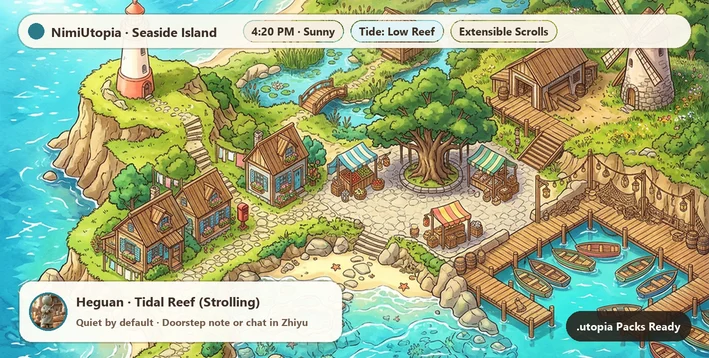 NimiUtopia · Seaside Island
4:20 PM · Sunny
Tide: Low Reef
Extensible Scrolls
Heguan · Tidal Reef (Strolling)
Quiet by default · Doorstep note or chat in Zhiyu
.utopia Packs Ready